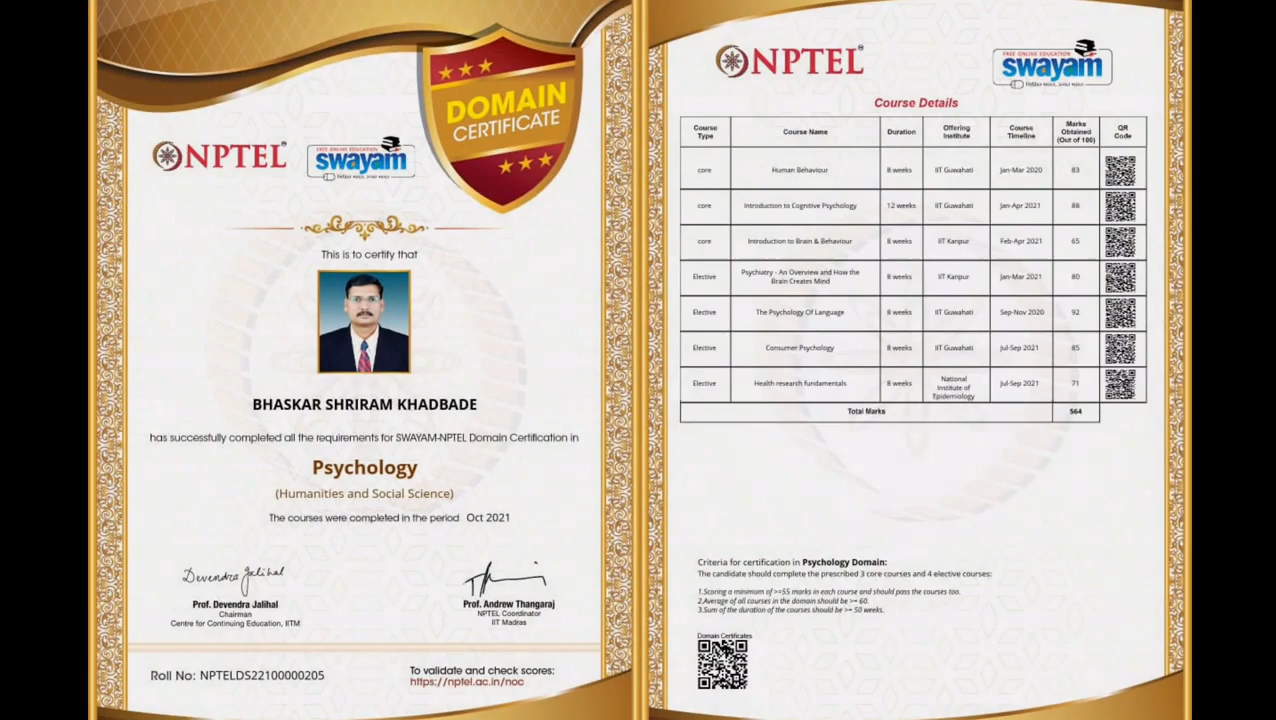 DOMAIN
CERTIFICATE
NPTEL
FREE ONLINE EDUCATION
swayam
This is to certify that
BHASKAR SHRIRAM KHADBADE
has successfully completed all the requirements for SWAYAM-NPTEL Domain Certification in
Psychology
(Humanities and Social Science)
The courses were completed in the period Oct 2021
Devendra Jalihal
Prof. Devendra Jalihal
Chairman
Centre for Continuing Education, IITM
Prof. Andrew Thangaraj
NPTEL Coordinator
IIT Madras
Roll No: NPTELDS22100000205
To validate and check scores:
https://nptel.ac.in/noc
NPTEL
FREE ONLINE EDUCATION
swayam
Course Details
Course Type Course Name Duration Offering Institute Course Timeline Marks Obtained (Out of 100) QR Code
core Human Behaviour 8 weeks IIT Guwahati Jan-Mar 2020 83
core Introduction to Cognitive Psychology 12 weeks IIT Guwahati Jan-Apr 2021 88
core Introduction to Brain & Behaviour 8 weeks IIT Kanpur Feb-Apr 2021 65
Elective Psychiatry - An Overview and How the Brain Creates Mind 8 weeks IIT Kanpur Jan-Mar 2021 80
Elective The Psychology Of Language 8 weeks IIT Guwahati Sep-Nov 2020 92
Elective Consumer Psychology 8 weeks IIT Guwahati Jul-Sep 2021 85
Elective Health research fundamentals 8 weeks National Institute of Epidemiology Jul-Sep 2021 71
Total Marks 564
Criteria for certification in Psychology Domain:
The candidate should complete the prescribed 3 core courses and 4 elective courses:
1.Scoring a minimum of >=55 marks in each course and should pass the courses too.
2.Average of all courses in the domain should be >= 60.
3.Sum of the duration of the courses should be >= 50 weeks.
Domain Certificates